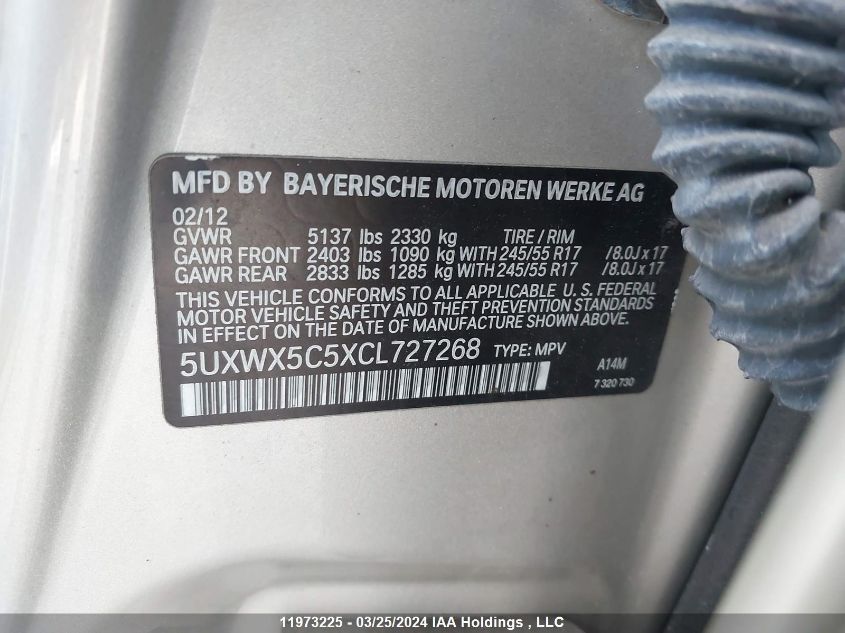 MFD BY BAYERISCHE MOTOREN WERKE AG
02/12
GVWR 5137 lbs 2330 kg TIRE / RIM
GAWR FRONT 2403 lbs 1090 kg WITH 245/55 R17 /8.0J x 17
GAWR REAR 2833 lbs 1285 kg WITH 245/55 R17 /8.0J x 17
THIS VEHICLE CONFORMS TO ALL APPLICABLE U. S. FEDERAL
MOTOR VEHICLE SAFETY AND THEFT PREVENTION STANDARDS
IN EFFECT ON THE DATE OF MANUFACTURE SHOWN ABOVE.
5UXWX5C5XCL727268 TYPE: MPV
A14M
7 320 730
11973225 - 03/25/2024 IAA Holdings , LLC